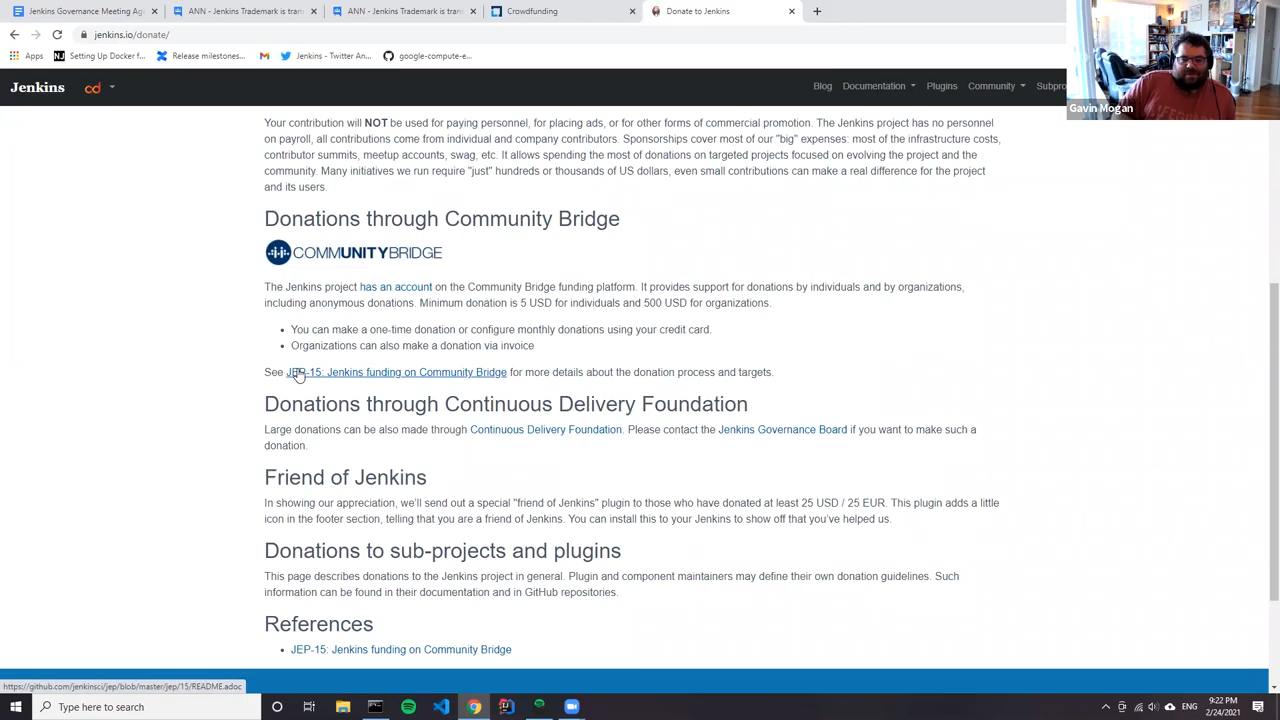 Jenkins Governance Meeting Age
ANN - Jenkins Trademark is tran
ANN - Jenkins Trademark is tran
Crowdfunding
Donate to Jenkins
jenkins.io/donate/
Apps
Setting Up Docker f...
Release milestones...
Jenkins - Twitter An...
google-compute-e...
Gavin Mogan
Jenkins
cd
Blog
Documentation
Plugins
Community
Subpro
Your contribution will NOT be used for paying personnel, for placing ads, or for other forms of commercial promotion. The Jenkins project has no personnel
on payroll, all contributions come from individual and company contributors. Sponsorships cover most of our "big" expenses: most of the infrastructure costs,
contributor summits, meetup accounts, swag, etc. It allows spending the most of donations on targeted projects focused on evolving the project and the
community. Many initiatives we run require "just" hundreds or thousands of US dollars, even small contributions can make a real difference for the project
and its users.
Donations through Community Bridge
COMMUNITYBRIDGE
The Jenkins project has an account on the Community Bridge funding platform. It provides support for donations by individuals and by organizations,
including anonymous donations. Minimum donation is 5 USD for individuals and 500 USD for organizations.
• You can make a one-time donation or configure monthly donations using your credit card.
• Organizations can also make a donation via invoice
See JEP-15: Jenkins funding on Community Bridge for more details about the donation process and targets.
Donations through Continuous Delivery Foundation
Large donations can be also made through Continuous Delivery Foundation. Please contact the Jenkins Governance Board if you want to make such a
donation.
Friend of Jenkins
In showing our appreciation, we'll send out a special "friend of Jenkins" plugin to those who have donated at least 25 USD / 25 EUR. This plugin adds a little
icon in the footer section, telling that you are a friend of Jenkins. You can install this to your Jenkins to show off that you've helped us.
Donations to sub-projects and plugins
This page describes donations to the Jenkins project in general. Plugin and component maintainers may define their own donation guidelines. Such
information can be found in their documentation and in GitHub repositories.
References
• JEP-15: Jenkins funding on Community Bridge
https://github.com/jenkinsci/jep/blob/master/jep/15/README.adoc
Type here to search
9:22 PM
2/24/2021